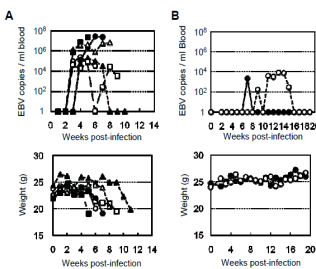 A
B
EBV copies / ml Blood
10⁸
10⁶
10⁴
10²
1
0 2 4 6 8 10 12 14
Weeks post-infection
EBV copies / ml Blood
10⁸
10⁶
10⁴
10²
1
0 2 4 6 8 10 12 14 16 18 20
Weeks post-infection
Weight (g)
30
25
20
15
0 2 4 6 8 10 12 14
Weeks post-infection
Weight (g)
30
25
20
15
0 4 8 12 16 20
Weeks post-infection